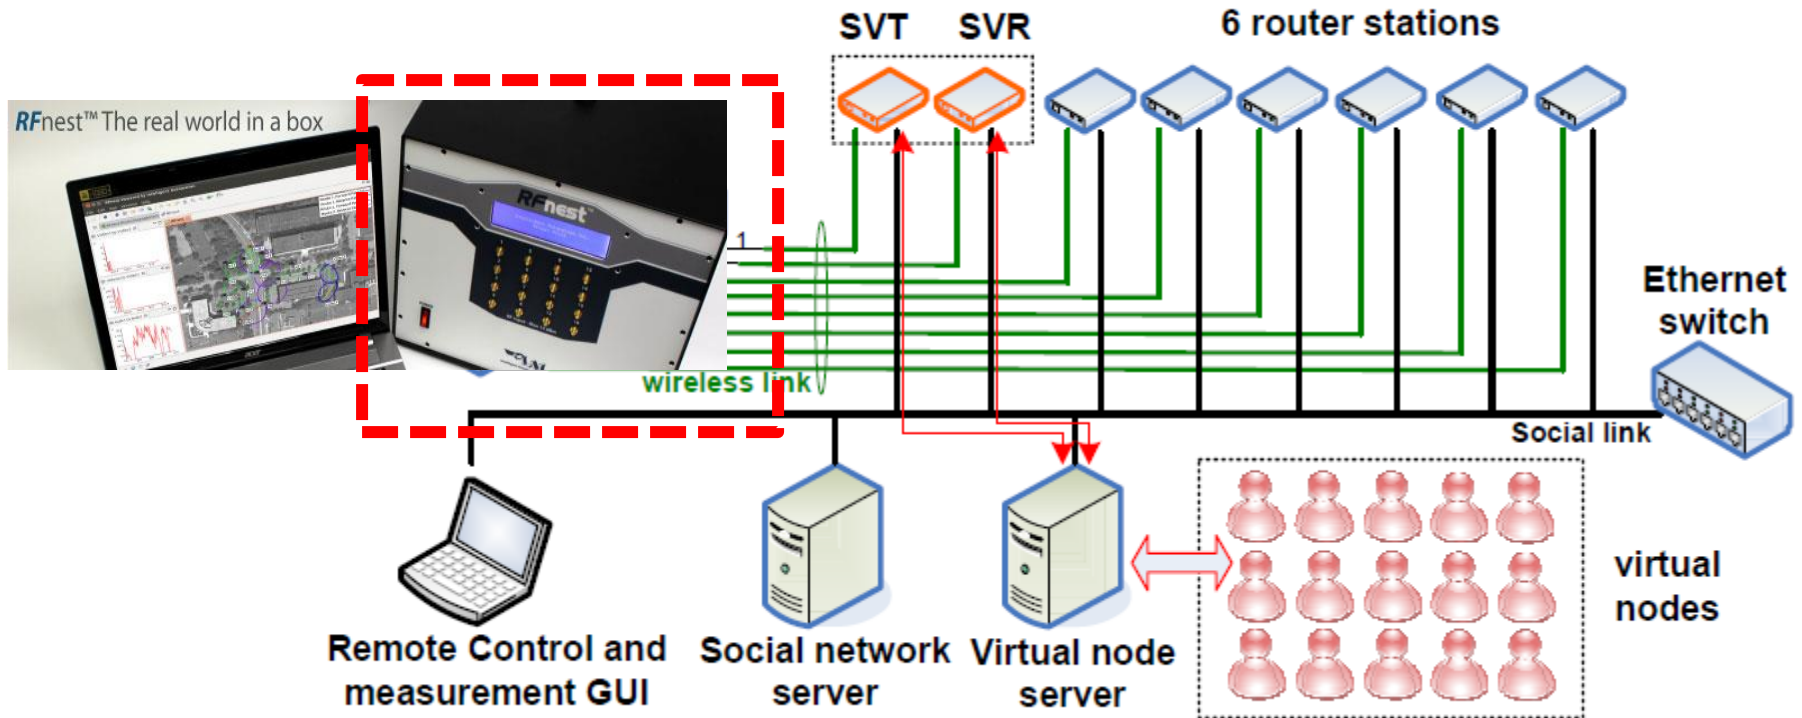 SVT
SVR
6 router stations
RFnest™ The real world in a box
RFnest™
1
Ethernet
switch
wireless link
Social link
Remote Control and
measurement GUI
Social network
server
Virtual node
server
virtual
nodes